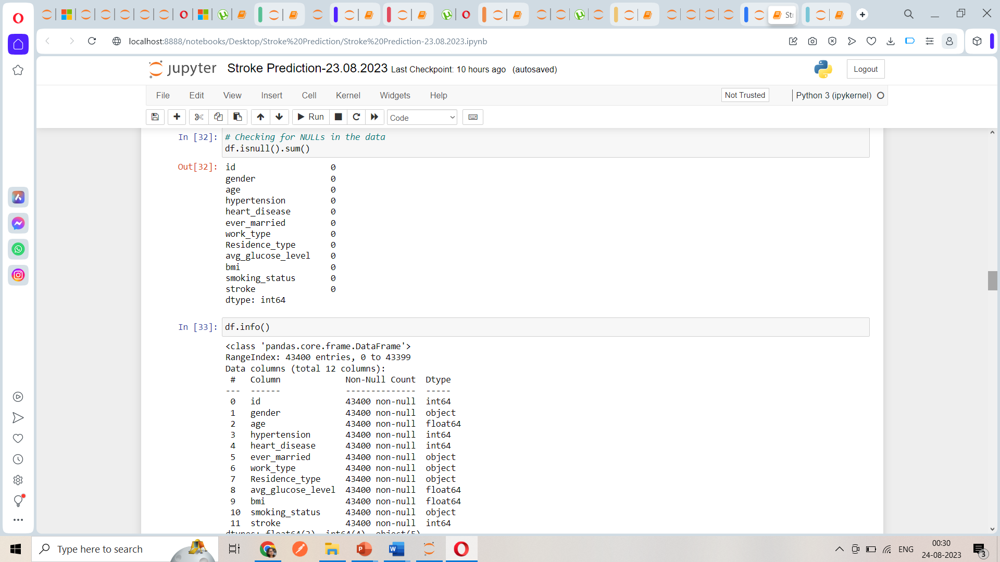 Str
localhost:8888/notebooks/Desktop/Stroke%20Prediction/Stroke%20Prediction-23.08.2023.ipynb
jupyter Stroke Prediction-23.08.2023 Last Checkpoint: 10 hours ago (autosaved)
Logout
File Edit View Insert Cell Kernel Widgets Help
Not Trusted Python 3 (ipykernel)
Run Code
In [32]: # Checking for NULLs in the data
df.isnull().sum()
Out[32]: id 0
gender 0
age 0
hypertension 0
heart_disease 0
ever_married 0
work_type 0
Residence_type 0
avg_glucose_level 0
bmi 0
smoking_status 0
stroke 0
dtype: int64
In [33]: df.info()
<class 'pandas.core.frame.DataFrame'>
RangeIndex: 43400 entries, 0 to 43399
Data columns (total 12 columns):
# Column Non-Null Count Dtype
--- ------ -------------- -----
0 id 43400 non-null int64
1 gender 43400 non-null object
2 age 43400 non-null float64
3 hypertension 43400 non-null int64
4 heart_disease 43400 non-null int64
5 ever_married 43400 non-null object
6 work_type 43400 non-null object
7 Residence_type 43400 non-null object
8 avg_glucose_level 43400 non-null float64
9 bmi 43400 non-null float64
10 smoking_status 43400 non-null object
11 stroke 43400 non-null int64
dtypes: float64(3), int64(4), object(5)
Type here to search
ENG
00:30
24-08-2023
3